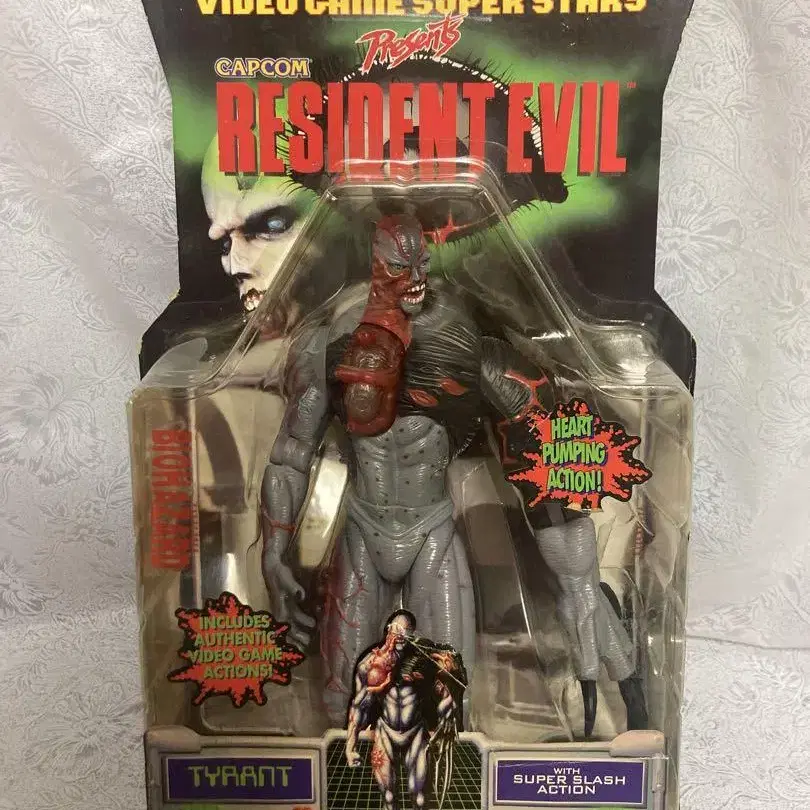 VIDEO GAME SUPER STARS
Presents
CAPCOM
RESIDENT EVIL™
HEART
PUMPING
ACTION!
BIOHAZARD
INCLUDES
AUTHENTIC
VIDEO GAME
ACTIONS!
TYRANT
WITH
SUPER SLASH
ACTION